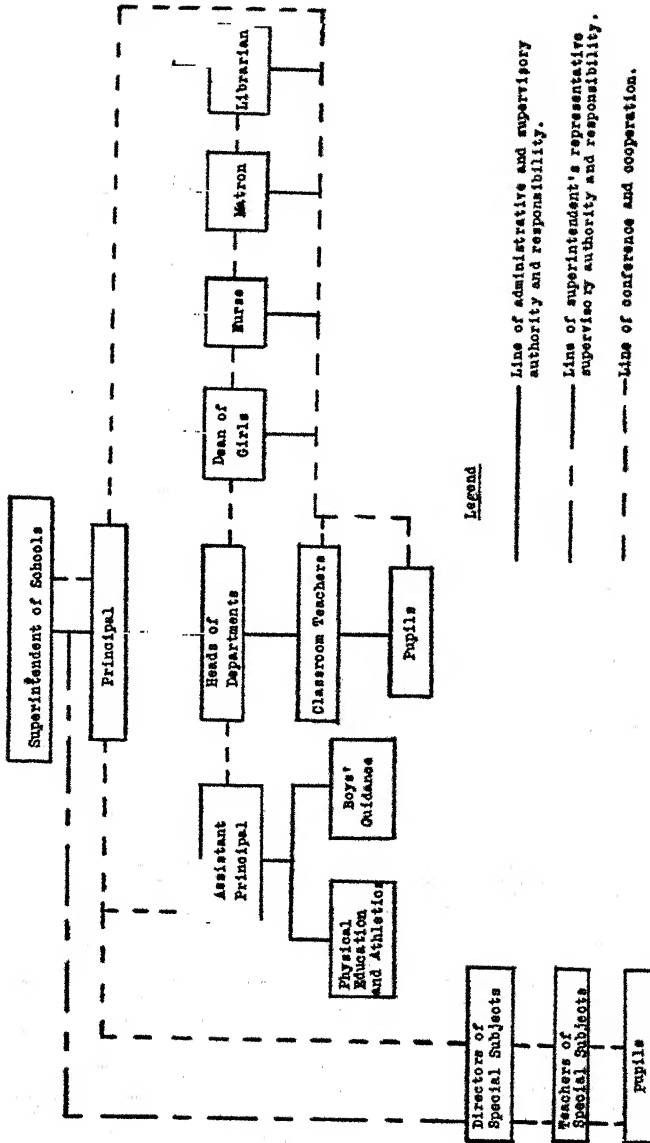 Superintendent of Schools
Principal
Assistant
Principal
Heads of
Departments
Dean of
Girls
Nurse
Matron
Librarian
Physical
Education
and Athletics
Boys'
Guidance
Classroom Teachers
Pupils
Directors of
Special Subjects
Teachers of
Special Subjects
Pupils
Legend
Line of administrative and supervisory
authority and responsibility.
Line of superintendent's representative
supervisory authority and responsibility.
Line of conference and cooperation.